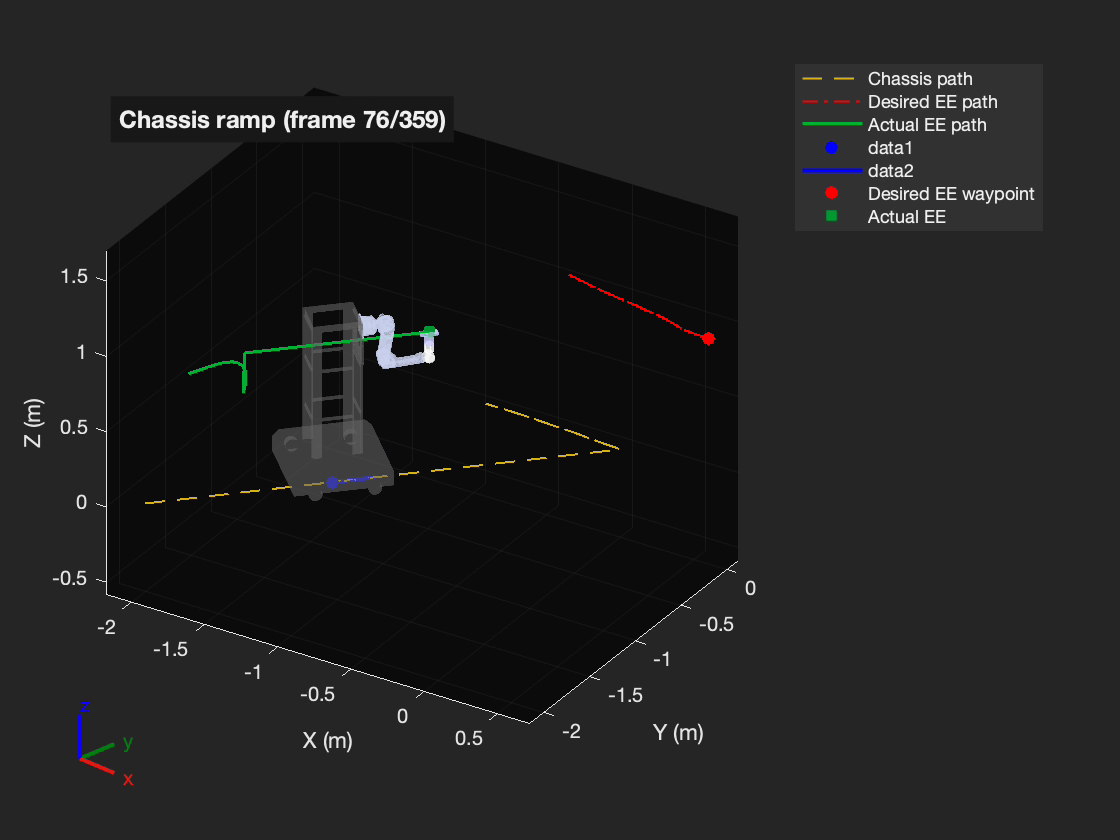 Chassis ramp (frame 76/359)
Chassis path
Desired EE path
Actual EE path
data1
data2
Desired EE waypoint
Actual EE
1.5
1
0.5
0
-0.5
Z (m)
-2
-1.5
-1
-0.5
0
0.5
X (m)
0
-0.5
-1
-1.5
-2
Y (m)
z
y
x